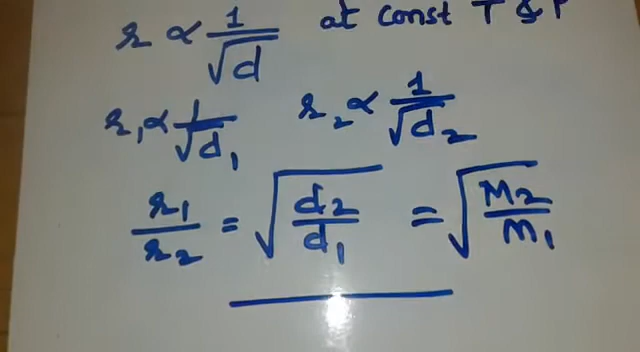 r ∝ 1/√d at const T & P
r₁ ∝ 1/√d₁ r₂ ∝ 1/√d₂
r₁/r₂ = √(d₂/d₁) = √(M₂/M₁)